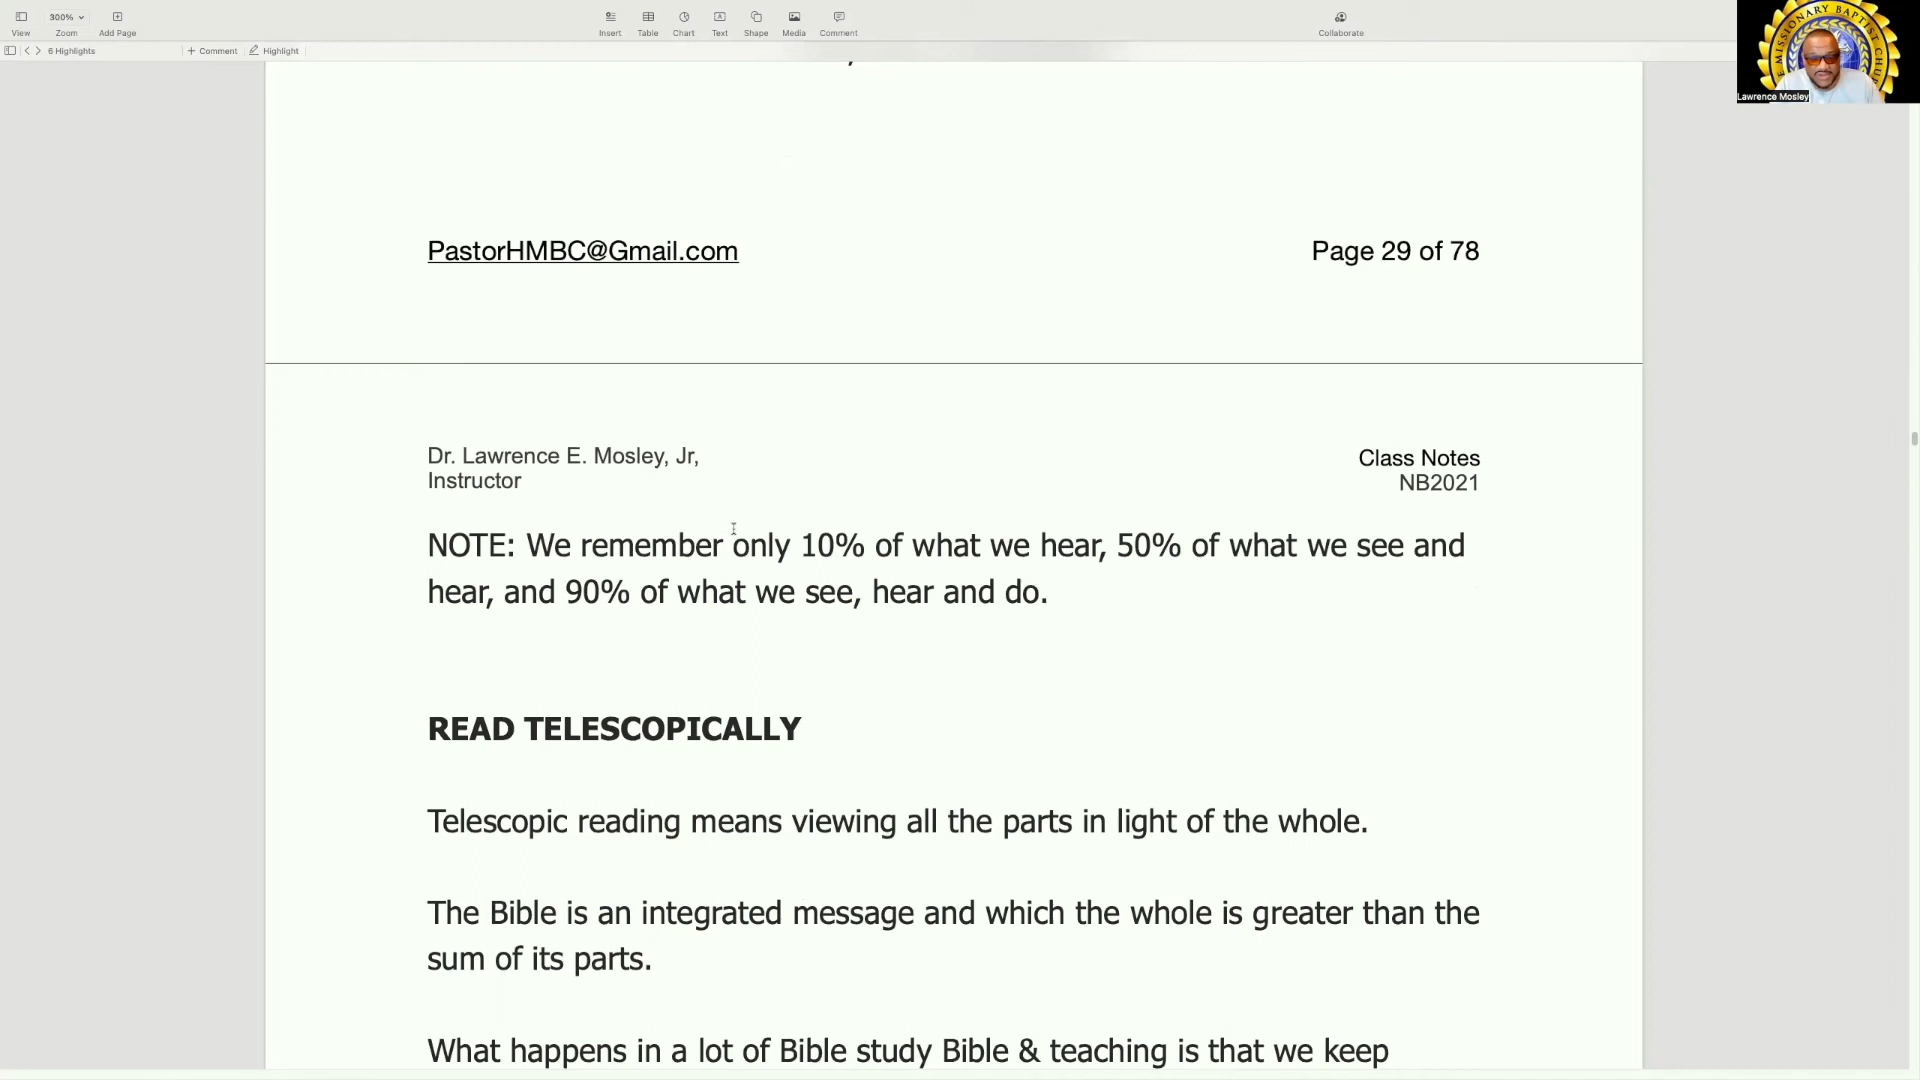 300%
View
Zoom
Add Page
Insert
Table
Chart
Text
Shape
Media
Comment
Collaborate
6 Highlights
+ Comment
Highlight
MISSIONARY BAPTIST CHU
Lawrence Mosley
PastorHMBC@Gmail.com
Page 29 of 78
Dr. Lawrence E. Mosley, Jr,
Instructor
Class Notes
NB2021
NOTE: We remember only 10% of what we hear, 50% of what we see and
hear, and 90% of what we see, hear and do.
READ TELESCOPICALLY
Telescopic reading means viewing all the parts in light of the whole.
The Bible is an integrated message and which the whole is greater than the
sum of its parts.
What happens in a lot of Bible study Bible & teaching is that we keep